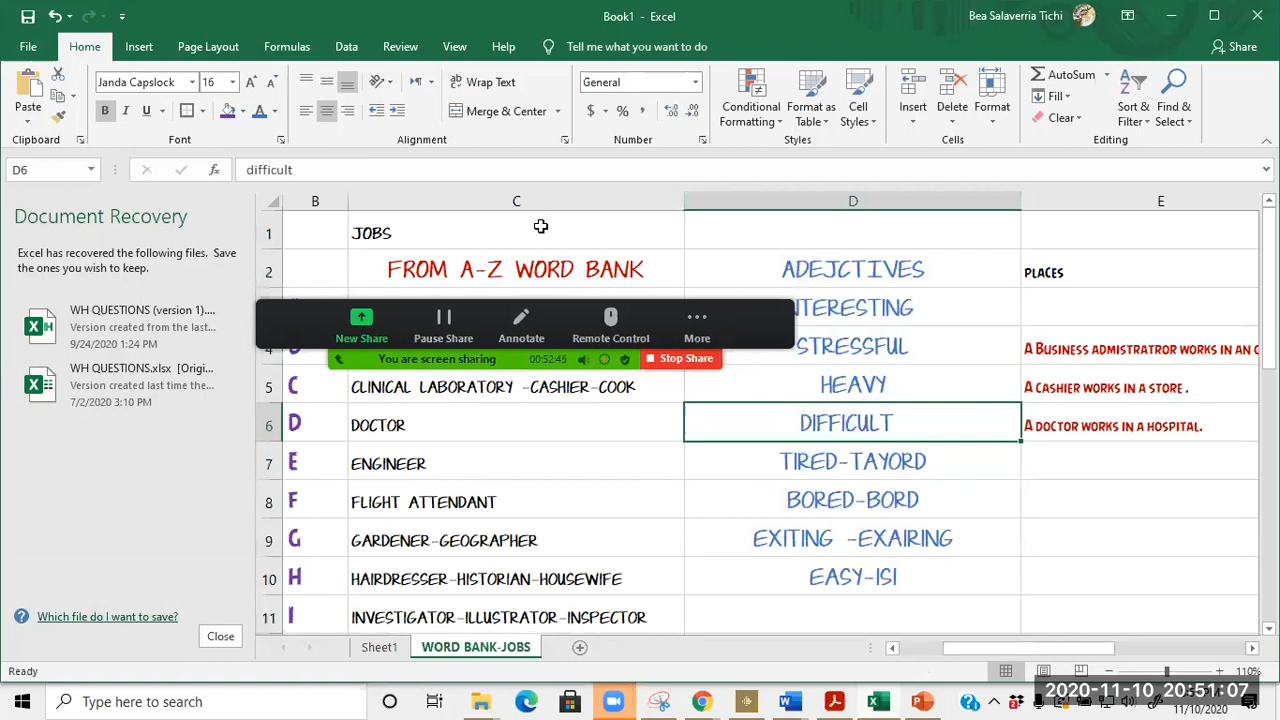 Book1 - Excel
Bea Salaverria Tichi
File Home Insert Page Layout Formulas Data Review View Help Tell me what you want to do Share
Paste
Clipboard
Janda Capslock 16
B I U
Font
Wrap Text
Merge & Center
Alignment
General
$ % ,
Number
Conditional Formatting
Format as Table
Cell Styles
Styles
Insert
Delete
Format
Cells
AutoSum
Fill
Clear
Sort & Filter
Find & Select
Editing
D6
fx
difficult
Document Recovery
Excel has recovered the following files. Save
the ones you wish to keep.
WH QUESTIONS (version 1)....
Version created from the last...
9/24/2020 1:24 PM
WH QUESTIONS.xlsx [Origi...
Version created last time the...
7/2/2020 3:10 PM
Which file do I want to save?
Close
B C D E
1 JOBS
2 FROM A-Z WORD BANK ADEJCTIVES PLACES
NTERESTING
STRESSFUL A BUSINESS ADMISTRATROR WORKS IN AN
5 C CLINICAL LABORATORY -CASHIER-COOK HEAVY A CASHIER WORKS IN A STORE .
6 D DOCTOR DIFFICULT A DOCTOR WORKS IN A HOSPITAL.
7 E ENGINEER TIRED-TAYORD
8 F FLIGHT ATTENDANT BORED-BORD
9 G GARDENER-GEOGRAPHER EXITING -EXAIRING
10 H HAIRDRESSER-HISTORIAN-HOUSEWIFE EASY-ISI
11 I INVESTIGATOR-ILLUSTRATOR-INSPECTOR
New Share
Pause Share
Annotate
Remote Control
More
You are screen sharing 00:52:45 Stop Share
Sheet1 WORD BANK-JOBS
Ready
110%
Type here to search
2020-11-10 20:51:07
11/10/2020